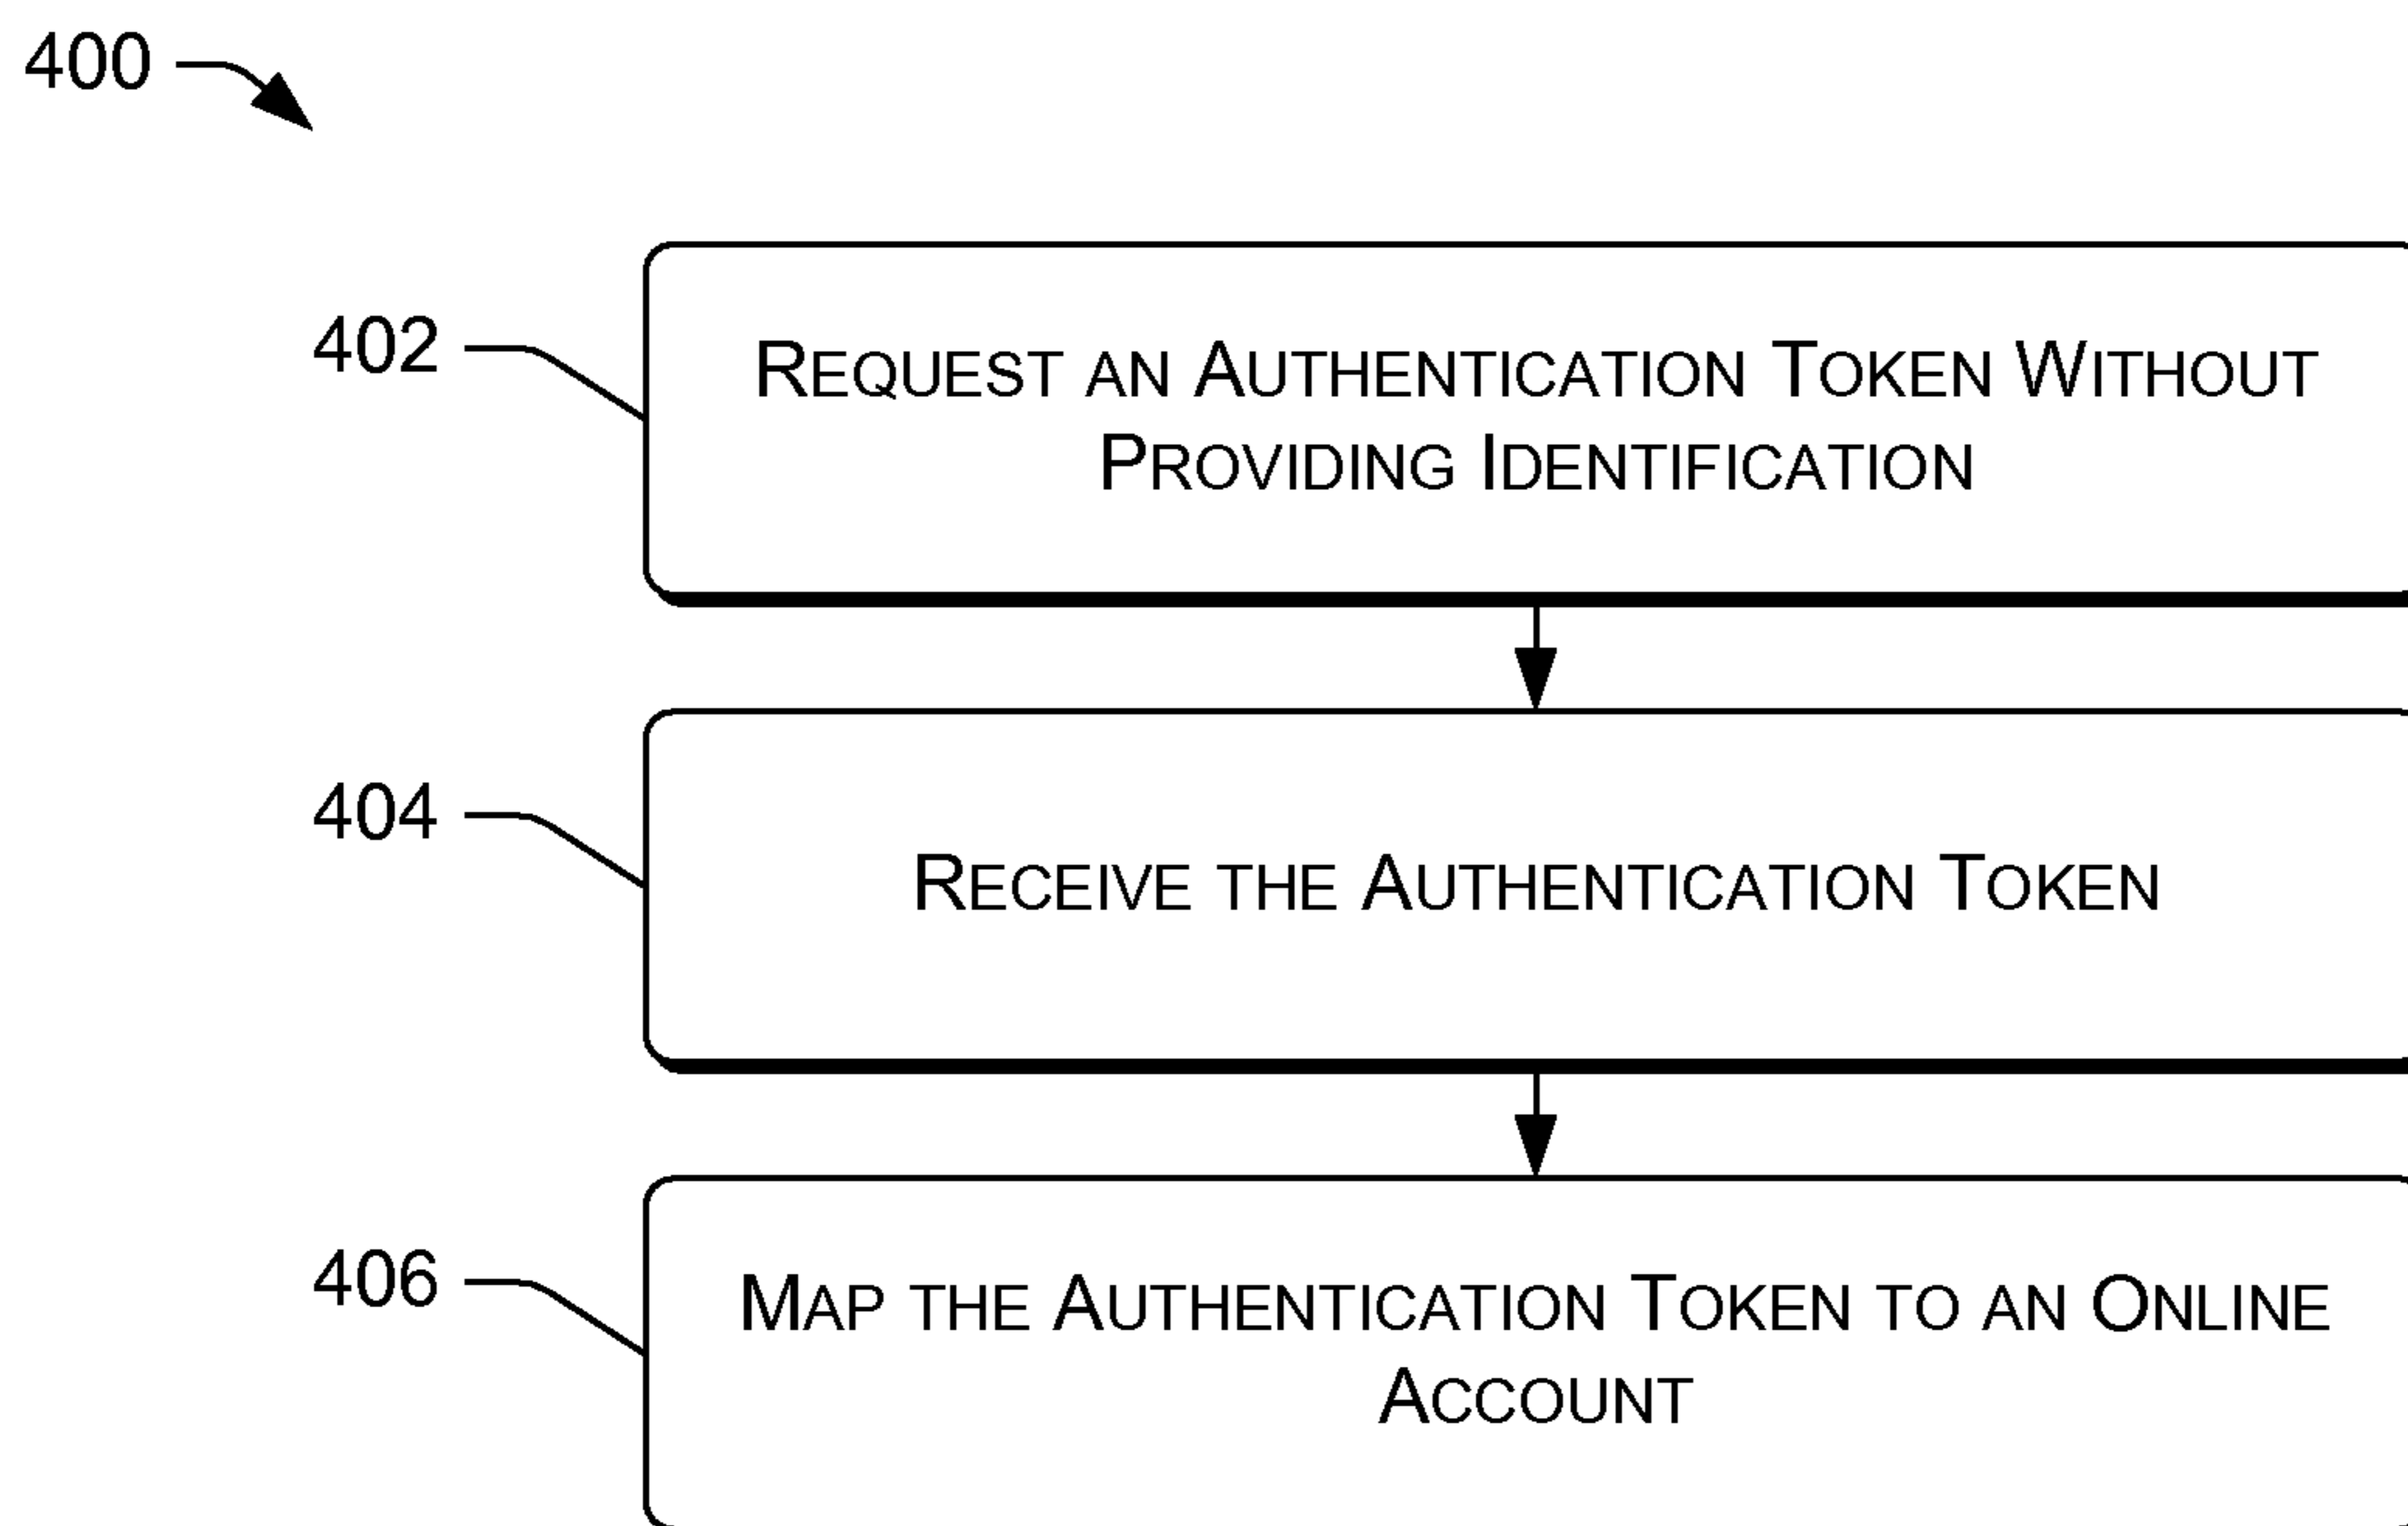 400
402
REQUEST AN AUTHENTICATION TOKEN WITHOUT
PROVIDING IDENTIFICATION
404
RECEIVE THE AUTHENTICATION TOKEN
406
MAP THE AUTHENTICATION TOKEN TO AN ONLINE
ACCOUNT